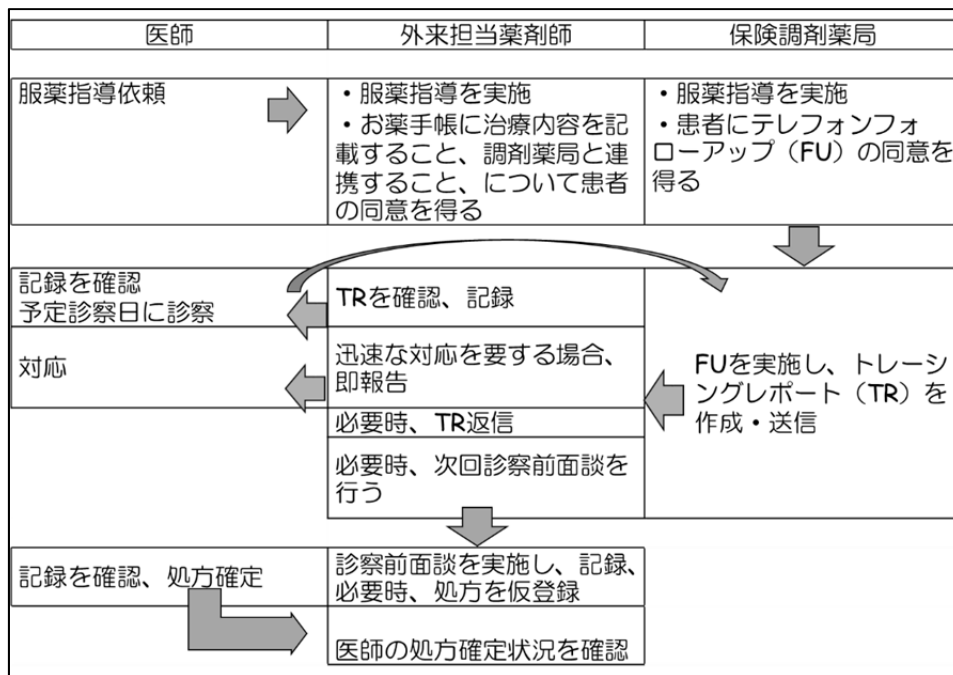 医師
外来担当薬剤師
保険調剤薬局
服薬指導依頼
・服薬指導を実施
・お薬手帳に治療内容を記
載すること、調剤薬局と連
携すること、について患者
の同意を得る
・服薬指導を実施
・患者にテレフォンフォ
ローアップ（FU）の同意を
得る
記録を確認
予定診察日に診察
TRを確認、記録
対応
迅速な対応を要する場合、
即報告
必要時、TR返信
必要時、次回診察前面談を
行う
FUを実施し、トレーシ
ングレポート（TR）を
作成・送信
記録を確認、処方確定
診察前面談を実施し、記録、
必要時、処方を仮登録
医師の処方確定状況を確認